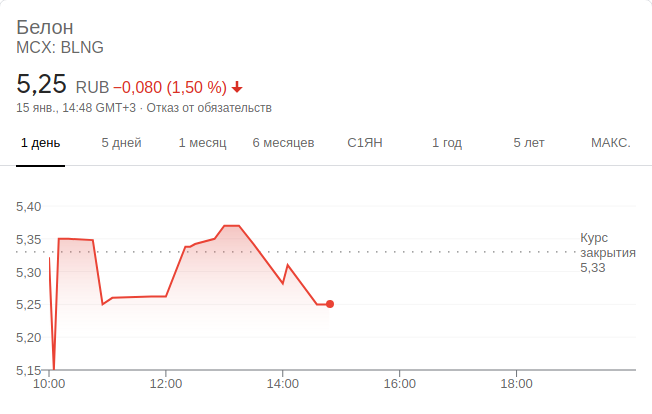 Белон
MCX: BLNG
5,25 RUB −0,080 (1,50 %)
15 янв., 14:48 GMT+3 · Отказ от обязательств
1 день 5 дней 1 месяц 6 месяцев С1ЯН 1 год 5 лет МАКС.
5,40
5,35
5,30
5,25
5,20
5,15
Курс
закрытия
5,33
10:00 12:00 14:00 16:00 18:00